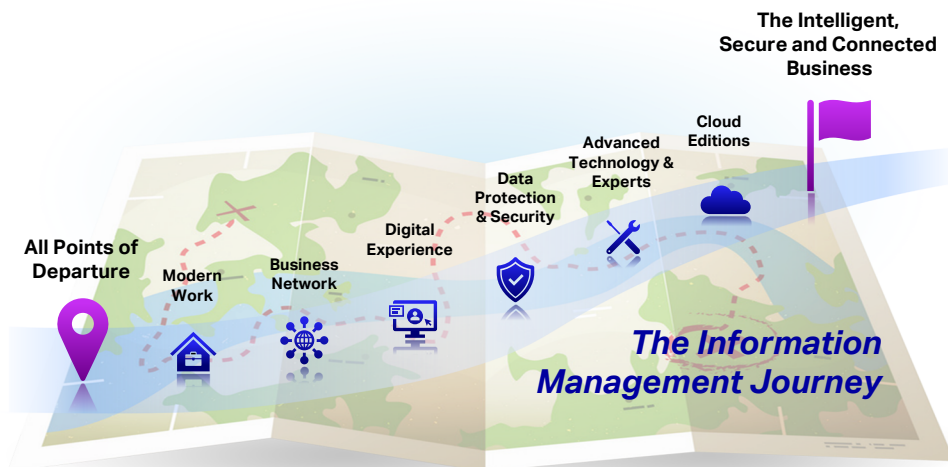 All Points of
Departure
Modern
Work
Business
Network
Digital
Experience
Data
Protection
& Security
Advanced
Technology &
Experts
Cloud
Editions
The Intelligent,
Secure and Connected
Business
The Information
Management Journey